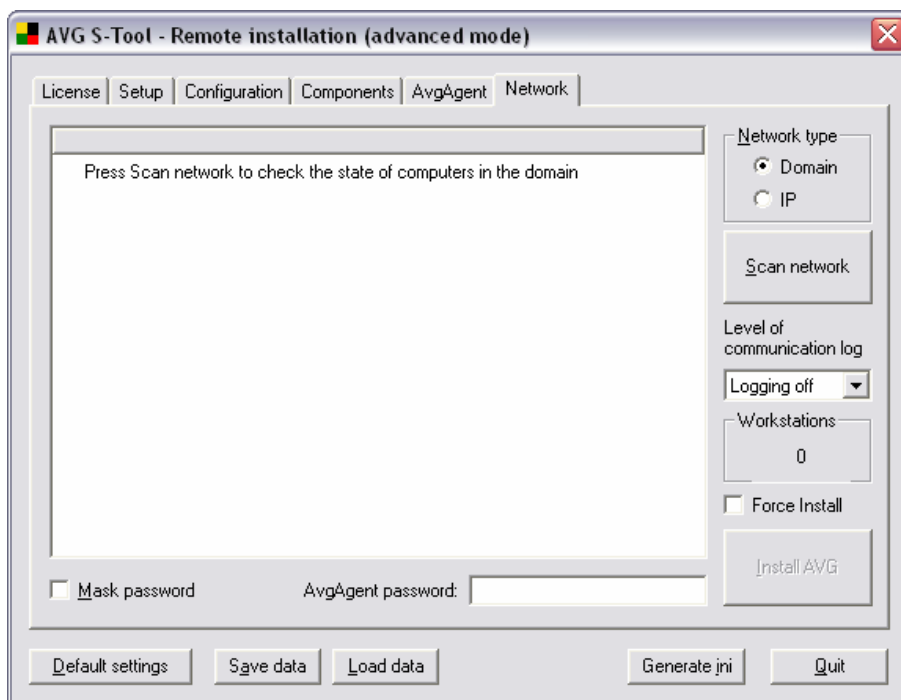 AVG S-Tool - Remote installation (advanced mode)
License Setup Configuration Components AvgAgent Network
Press Scan network to check the state of computers in the domain
Network type
Domain
IP
Scan network
Level of
communication log
Logging off
Workstations
0
Force Install
Install AVG
Mask password AvgAgent password:
Default settings Save data Load data Generate ini Quit